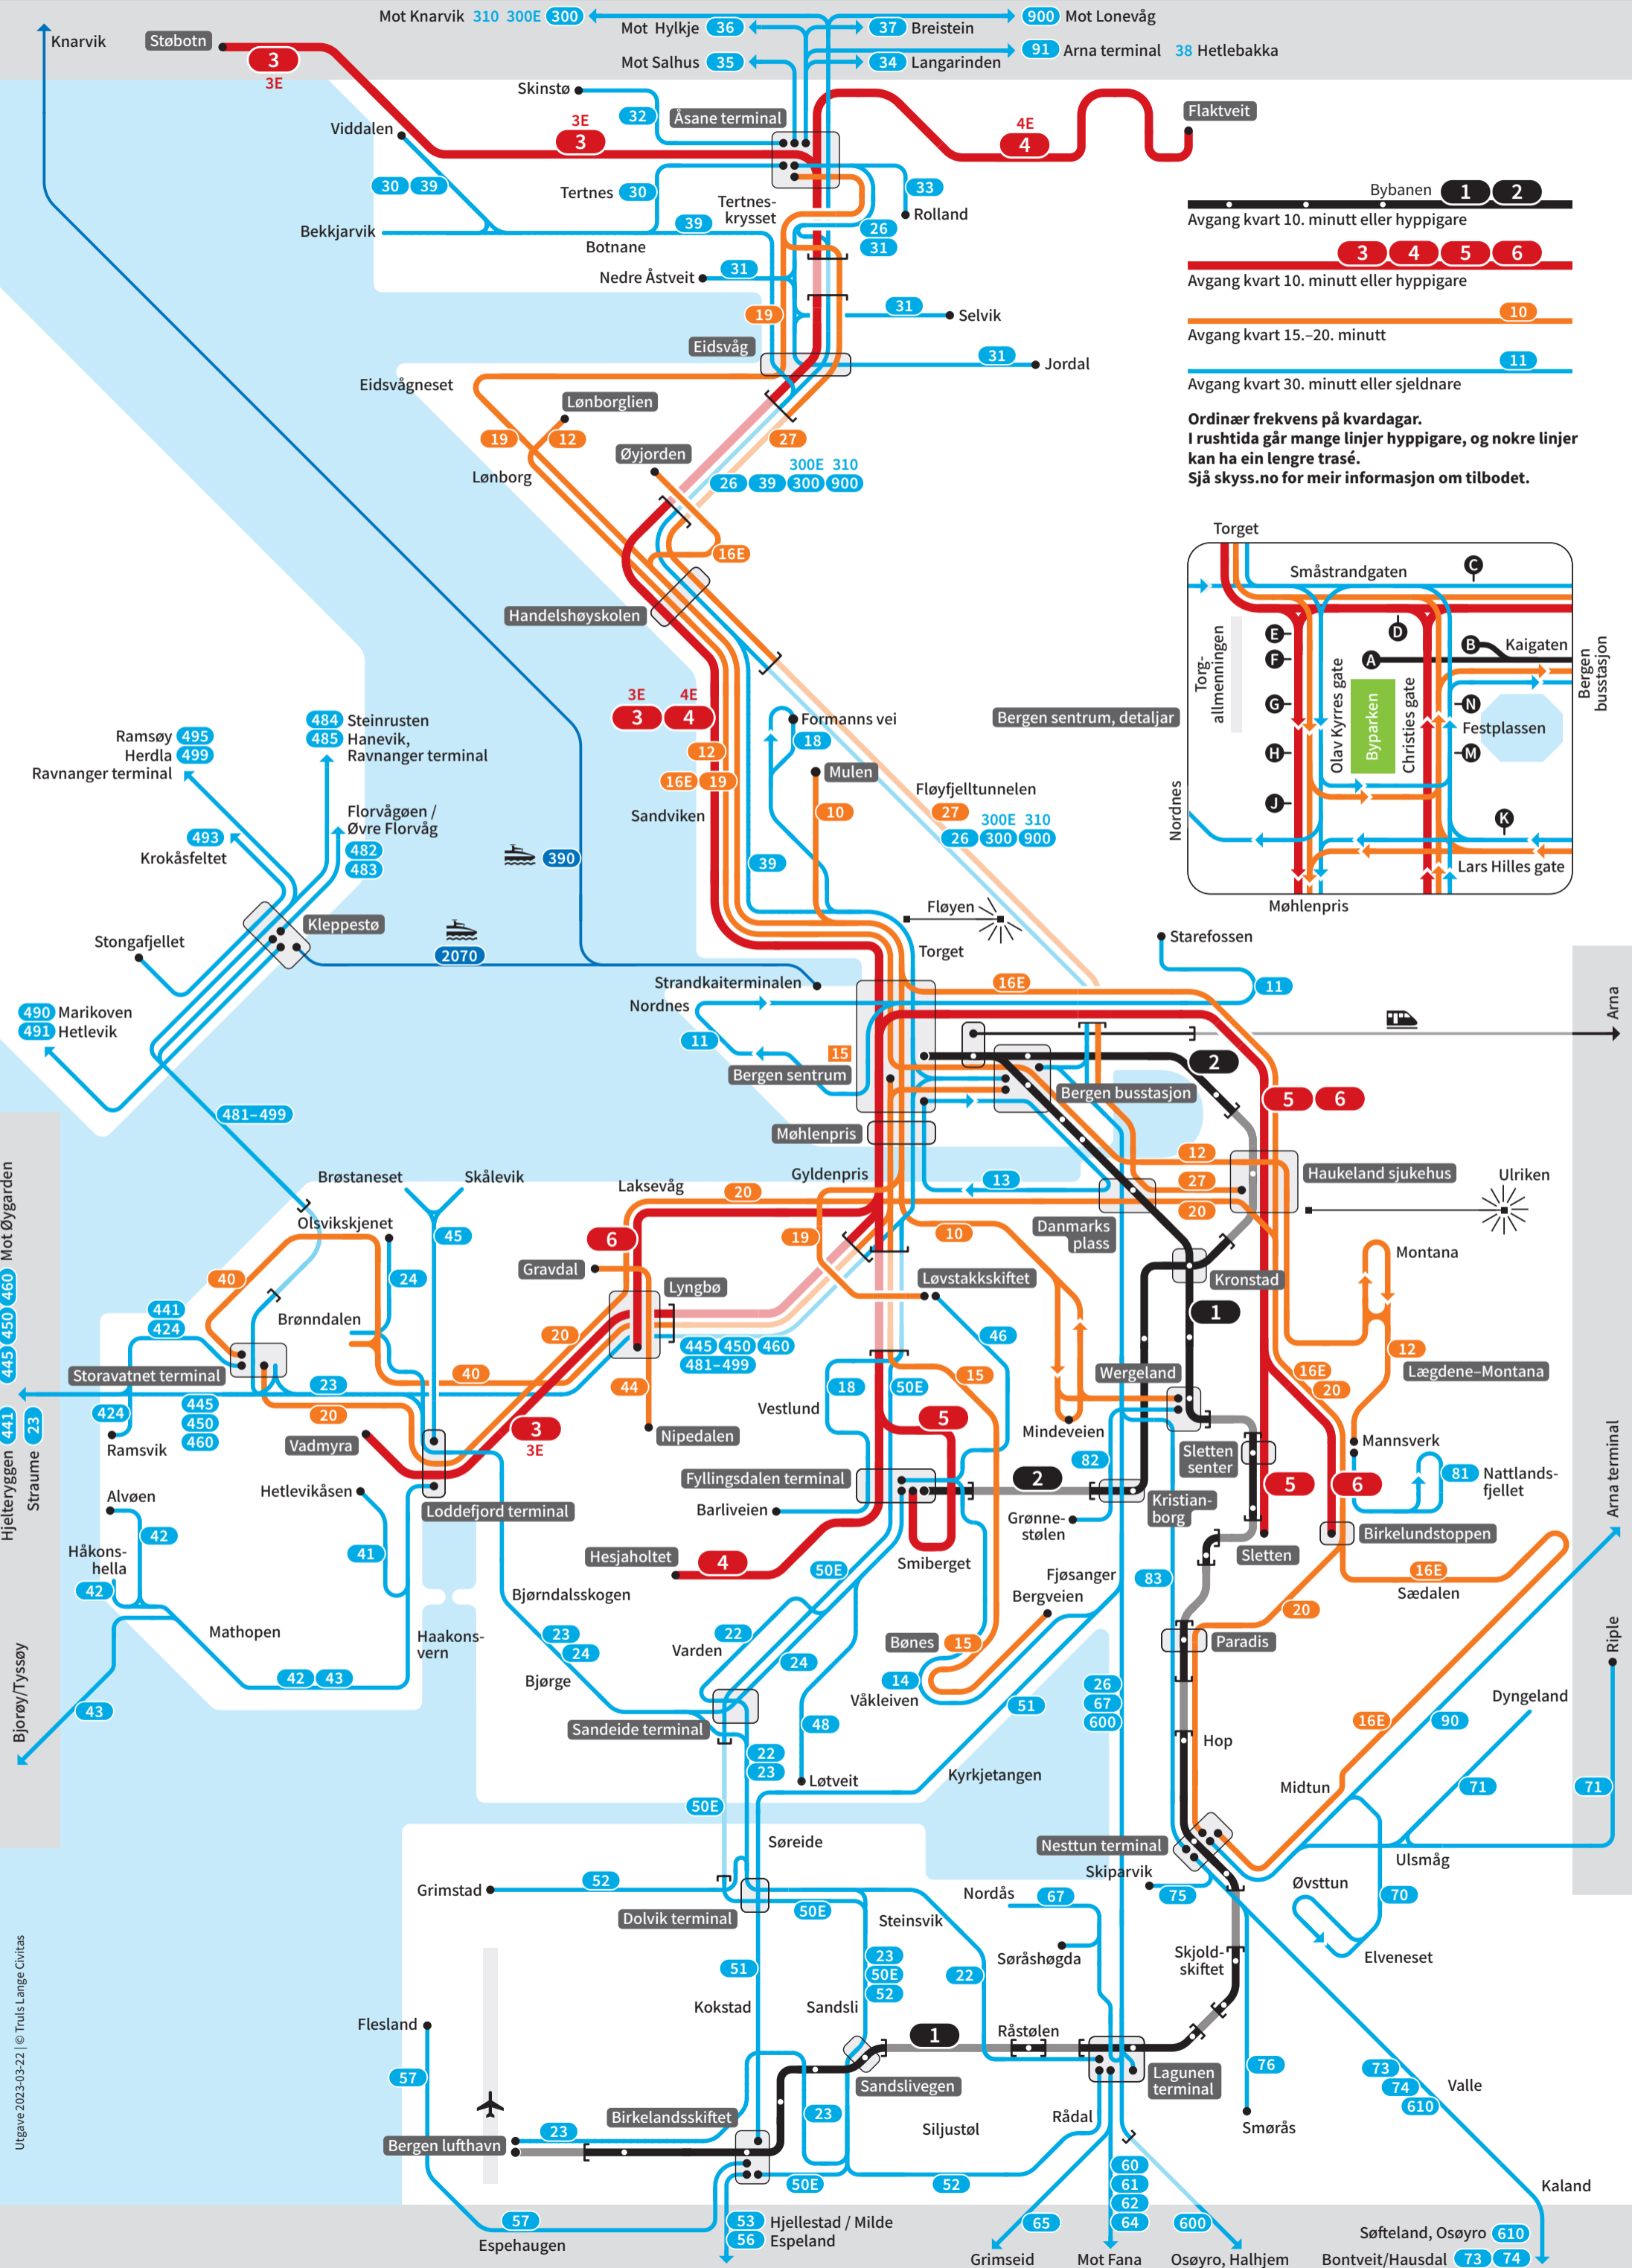 Mot Knarvik 310 300E 300
900 Mot Lonevåg
Mot Hylkje 36
37 Breistein
91 Arna terminal 38 Hetlebakka
Mot Salhus 35
34 Langarinden
Knarvik
Støbotn
3
3E
Skinstø
32
Åsane terminal
Flaktveit
4E
4
Viddalen
3E
3
30 39
Tertnes 30
Tertnes-
krysset
33
Rolland
39
26
31
Bekkjarvik
Botnane
Nedre Åstveit
31
19
31
Selvik
Eidsvåg
31
Jordal
Bybanen 1 2
Avgang kvart 10. minutt eller hyppigare
3 4 5 6
Avgang kvart 10. minutt eller hyppigare
10
Avgang kvart 15.–20. minutt
11
Avgang kvart 30. minutt eller sjeldnare
Ordinær frekvens på kvardagar.
I rushtida går mange linjer hyppigare, og nokre linjer
kan ha ein lengre trasé.
Sjå skyss.no for meir informasjon om tilbodet.
Eidsvågneset
Lønborglien
19
12
27
Øyjorden
Lønborg
300E 310
26 39 300 900
16E
Handelshøyskolen
Torget
Småstrandgaten
C
E
D
B
Kaigaten
F
A
Torg-
allmenningen
Olav Kyrres gate
Byparken
Christies gate
Bergen
busstasjon
G
N
Festplassen
H
M
J
K
Nordnes
Lars Hilles gate
Møhlenpris
Bergen sentrum, detaljar
3E 4E
3 4
12
16E 19
Sandviken
Formanns vei
18
Mulen
10
39
Fløyfjelltunnelen
27
300E 310
26 300 900
484 Steinrusten
485 Hanevik,
Ravnanger terminal
Ramsøy 495
Herdla 499
Ravnanger terminal
Florvågøen /
Øvre Florvåg
482
483
493
Krokåsfeltet
390
Kleppestø
2070
Stongafjellet
490 Marikoven
491 Hetlevik
481–499
Fløyen
Torget
Starefossen
11
Strandkaiterminalen
Nordnes
16E
11
15
Bergen sentrum
2
Arna
Bergen busstasjon
5 6
Møhlenpris
12
Haukeland sjukehus
Gyldenpris
13
27
20
Ulriken
Danmarks
plass
Mot Øygarden
445 450 460
Brøstaneset
Skålevik
Laksevåg
20
Olsvikskjenet
45
6
19
10
Montana
40
24
Gravdal
Lyngbø
Løvstakkskiftet
Kronstad
441
424
Brønndalen
20
1
445 450 460
481–499
46
12
Storavatnet terminal
23
40
44
18
50E
15
Wergeland
16E
20
Lægdene–Montana
424
445
450
460
20
Vestlund
5
Mindeveien
Ramsvik
Vadmyra
3
3E
Nipedalen
Mannsverk
Sletten
senter
82
Hjelteryggen 441
Straume 23
Hetlevikåsen
Fyllingsdalen terminal
2
5
6
81 Nattlands-
fjellet
Alvøen
Loddefjord terminal
Barliveien
Grønne-
stølen
Kristian-
borg
Birkelundstoppen
42
41
Hesjaholtet
4
Smiberget
Sletten
Arna terminal
Håkons-
hella
42
50E
Fjøsanger
83
16E
Sædalen
Bjørndalsskogen
Bergveien
20
Mathopen
Haakons-
vern
23
24
Varden
22
24
Bønes 15
Paradis
Riple
42 43
Bjørge
14
Våkleiven
51
26
67
600
Bjorøy/Tyssøy
43
Sandeide terminal
48
16E
90
Dyngeland
Hop
22
23
Løtveit
Kyrkjetangen
Midtun
71
71
50E
Søreide
Nesttun terminal
Skiparvik
Ulsmåg
Grimstad
52
Nordås
67
75
Øvsttun
70
Dolvik terminal
50E
Steinsvik
Søråshøgda
Skjold-
skiftet
Elveneset
23
50E
52
51
22
Kokstad
Sandsli
Flesland
1
Råstølen
76
73
74
610
Valle
57
Sandslivegen
Lagunen
terminal
Birkelandsskiftet
23
Rådal
Smørås
Siljustøl
23
Bergen lufthavn
60
61
62
64
50E
52
Kaland
57
Espehaugen
53 Hjellestad / Milde
56 Espeland
65
600
Søfteland, Osøyro 610
Grimseid
Mot Fana
Osøyro, Halhjem
Bontveit/Hausdal 73 74
Utgave 2023-03-22 | © Truls Lange Civitas